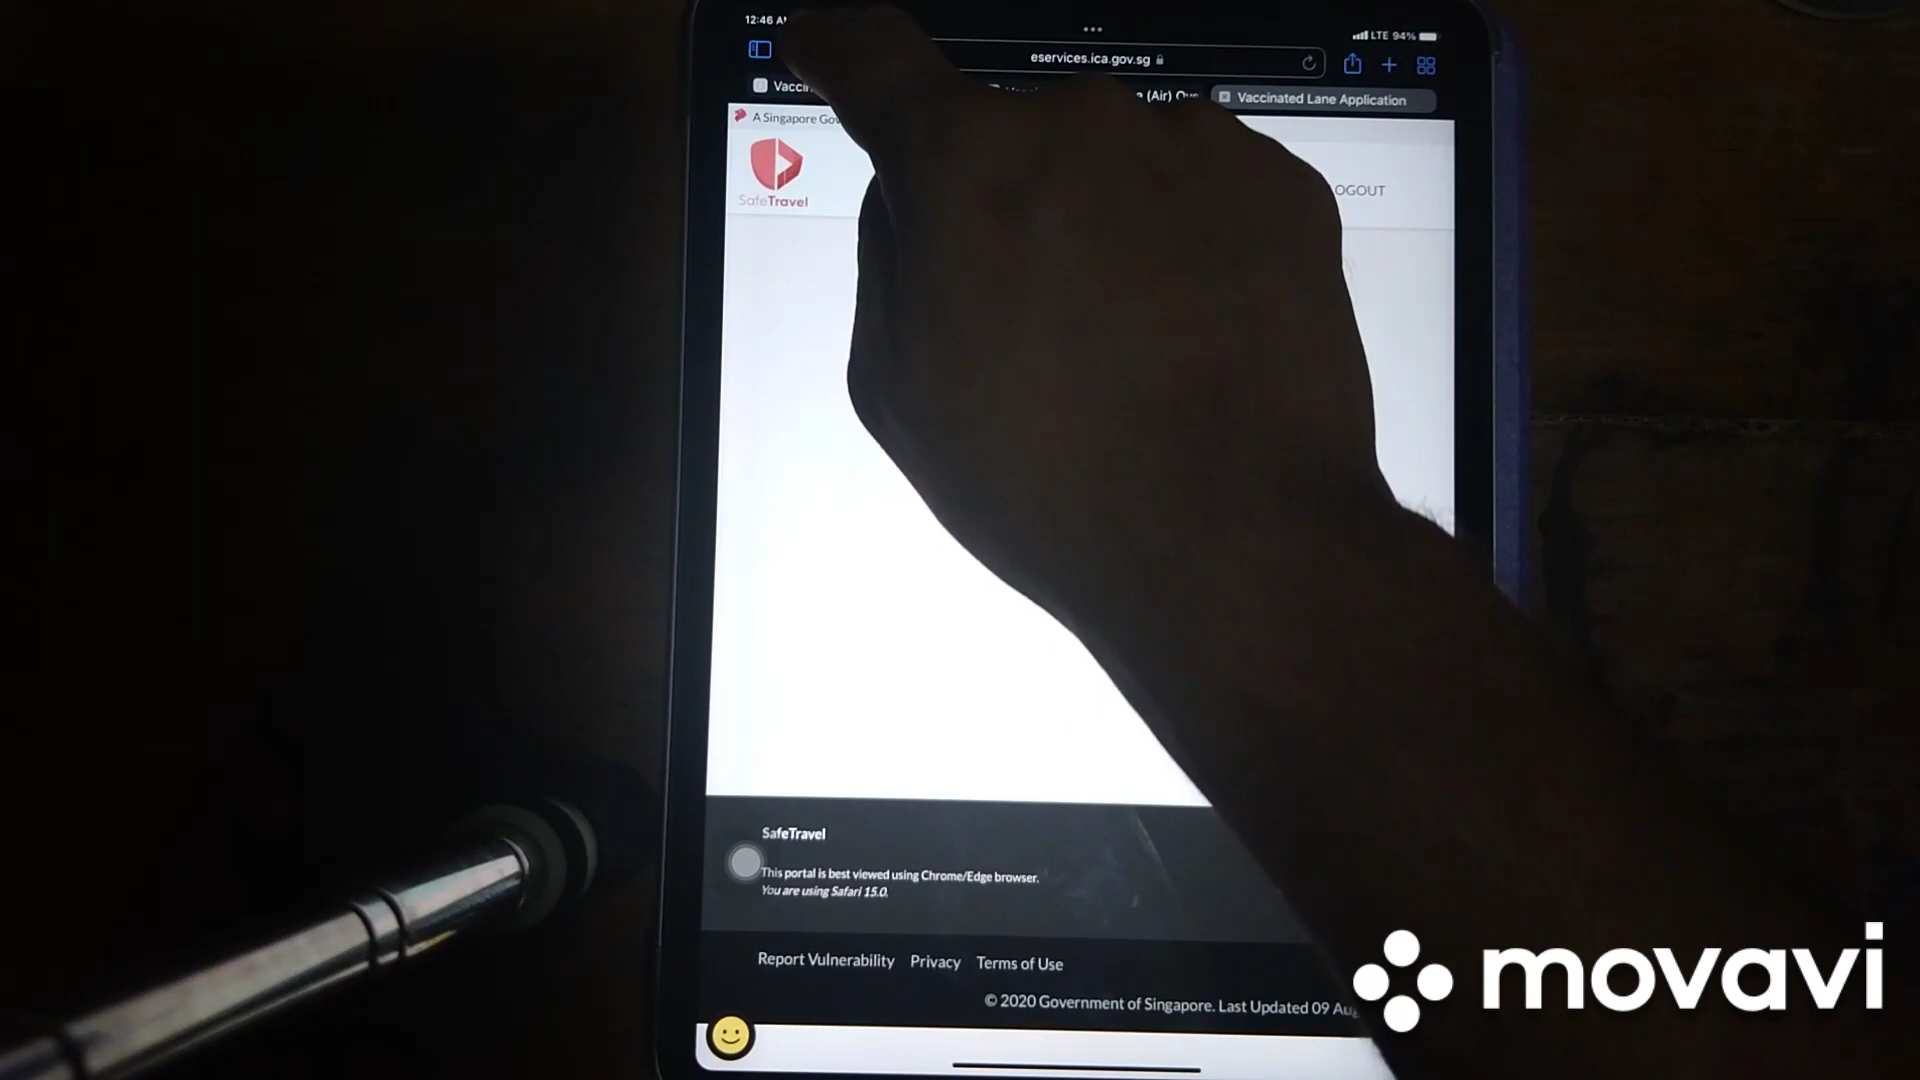 12:46
LTE 94%
eservices.ica.gov.sg
(Air)
Vaccinated Lane Application
A Singapore
SafeTravel
OGOUT
SafeTravel
This portal is best viewed using Chrome/Edge browser.
You are using Safari 15.0.
Report Vulnerability Privacy Terms of Use
© 2020 Government of Singapore. Last Updated 09
movavi